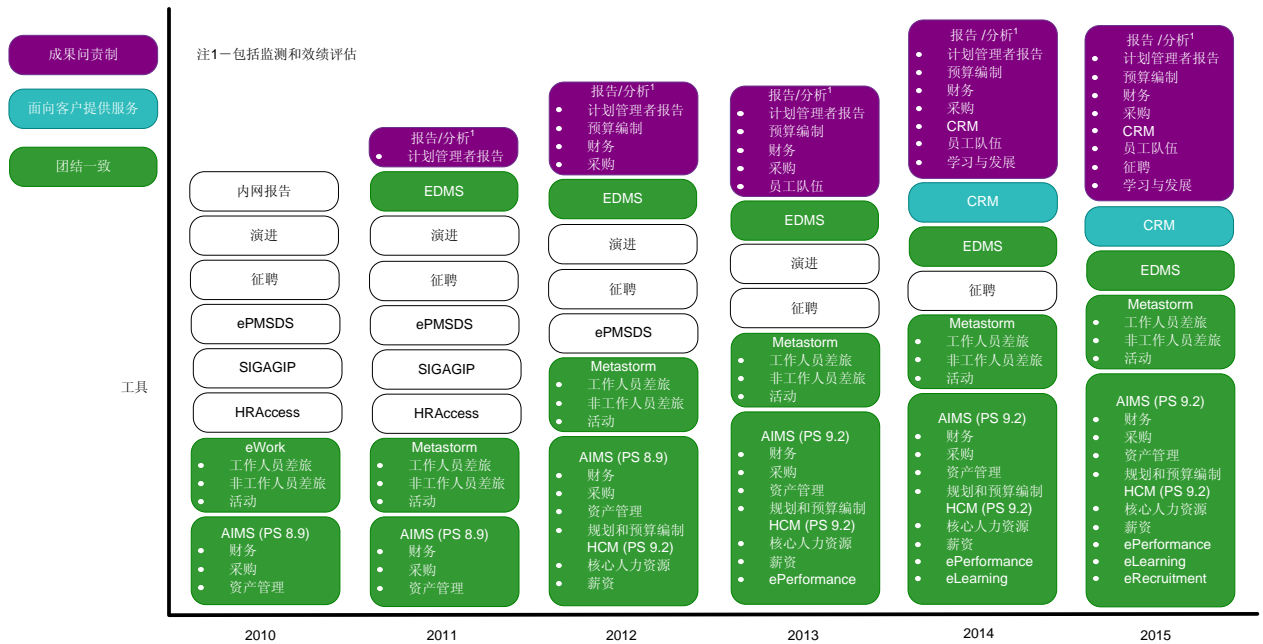 成果问责制
面向客户提供服务
团结一致
注1－包括监测和效绩评估
工具
内网报告
演进
征聘
ePMSDS
SIGAGIP
HRAccess
eWork
• 工作人员差旅
• 非工作人员差旅
• 活动
AIMS (PS 8.9)
• 财务
• 采购
• 资产管理
2010
报告/分析¹
• 计划管理者报告
EDMS
演进
征聘
ePMSDS
SIGAGIP
HRAccess
Metastorm
• 工作人员差旅
• 非工作人员差旅
• 活动
AIMS (PS 8.9)
• 财务
• 采购
• 资产管理
2011
报告/分析¹
• 计划管理者报告
• 预算编制
• 财务
• 采购
EDMS
演进
征聘
ePMSDS
Metastorm
• 工作人员差旅
• 非工作人员差旅
• 活动
AIMS (PS 8.9)
• 财务
• 采购
• 资产管理
• 规划和预算编制
HCM (PS 9.2)
• 核心人力资源
• 薪资
2012
报告/分析¹
• 计划管理者报告
• 预算编制
• 财务
• 采购
• 员工队伍
EDMS
演进
征聘
Metastorm
• 工作人员差旅
• 非工作人员差旅
• 活动
AIMS (PS 9.2)
• 财务
• 采购
• 资产管理
• 规划和预算编制
HCM (PS 9.2)
• 核心人力资源
• 薪资
• ePerformance
2013
报告 /分析¹
• 计划管理者报告
• 预算编制
• 财务
• 采购
• CRM
• 员工队伍
• 学习与发展
CRM
EDMS
征聘
Metastorm
• 工作人员差旅
• 非工作人员差旅
• 活动
AIMS (PS 9.2)
• 财务
• 采购
• 资产管理
• 规划和预算编制
HCM (PS 9.2)
• 核心人力资源
• 薪资
• ePerformance
• eLearning
2014
报告 /分析¹
• 计划管理者报告
• 预算编制
• 财务
• 采购
• CRM
• 员工队伍
• 征聘
• 学习与发展
CRM
EDMS
Metastorm
• 工作人员差旅
• 非工作人员差旅
• 活动
AIMS (PS 9.2)
• 财务
• 采购
• 资产管理
• 规划和预算编制
HCM (PS 9.2)
• 核心人力资源
• 薪资
• ePerformance
• eLearning
• eRecruitment
2015